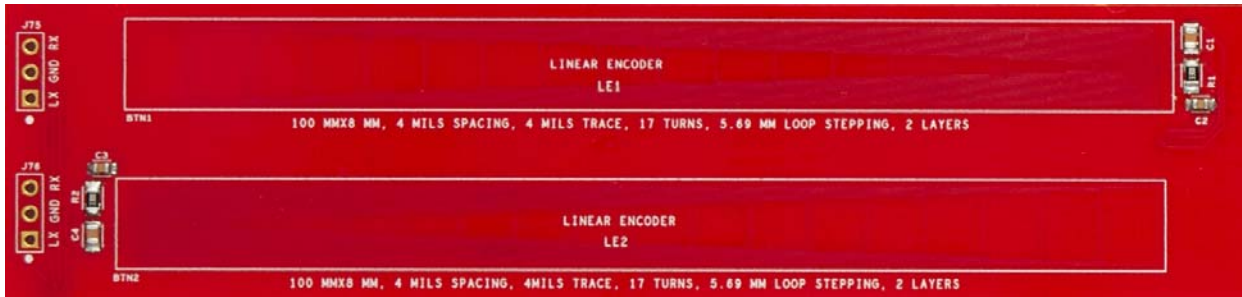 J75
LX GND RX
LINEAR ENCODER
LE1
C1
R1
C2
BTN1
100 MMX8 MM, 4 MILS SPACING, 4 MILS TRACE, 17 TURNS, 5.69 MM LOOP STEPPING, 2 LAYERS
J76
LX GND RX
C3
R2
C4
LINEAR ENCODER
LE2
BTN2
100 MMX8 MM, 4 MILS SPACING, 4MILS TRACE, 17 TURNS, 5.69 MM LOOP STEPPING, 2 LAYERS